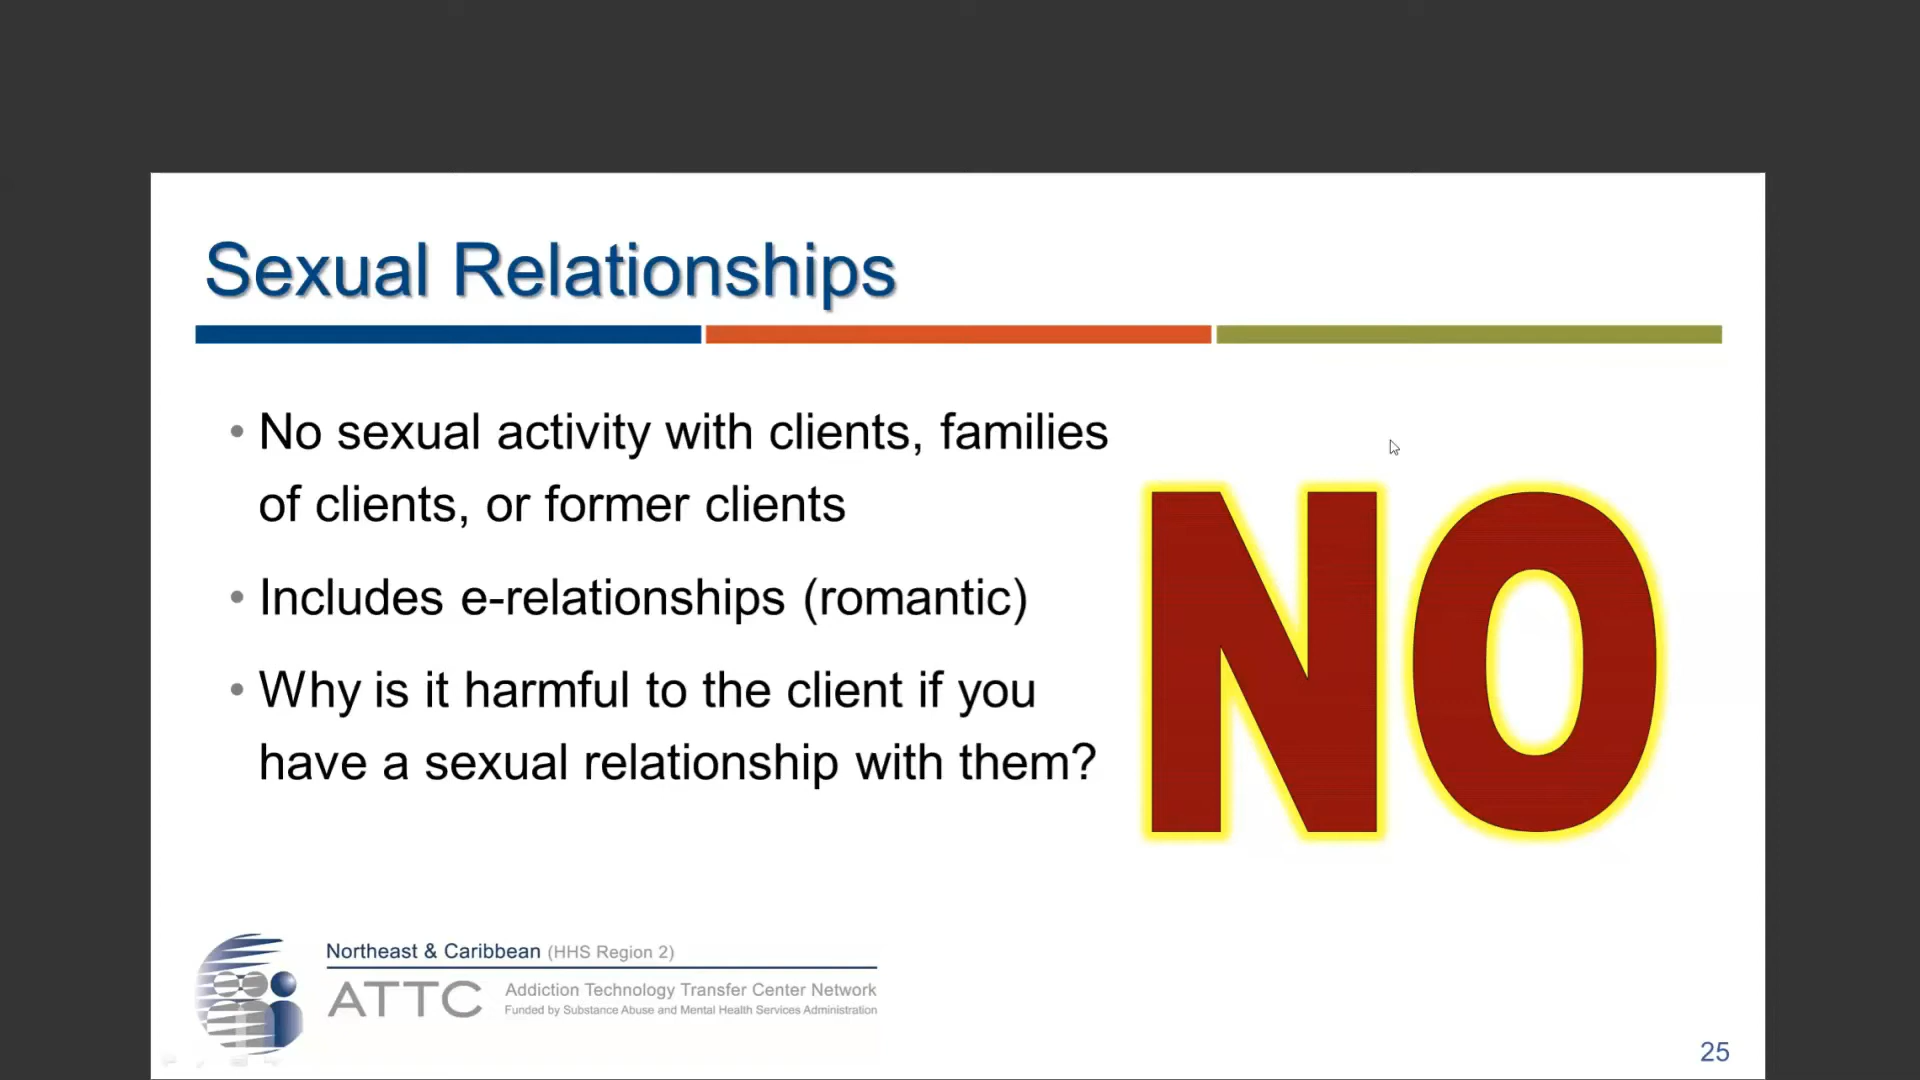 Sexual Relationships
• No sexual activity with clients, families
of clients, or former clients
• Includes e-relationships (romantic)
• Why is it harmful to the client if you
have a sexual relationship with them?
NO
Northeast & Caribbean (HHS Region 2)
ATTC
Addiction Technology Transfer Center Network
Funded by Substance Abuse and Mental Health Services Administration
25